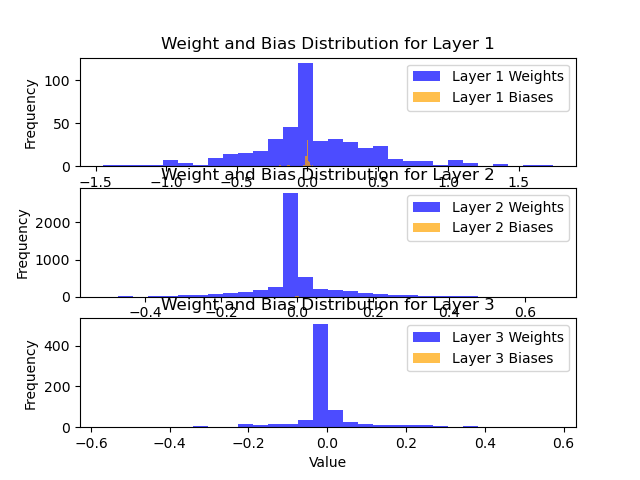 Weight and Bias Distribution for Layer 1
Frequency
100
50
0
Layer 1 Weights
Layer 1 Biases
−1.5 −1.0 −0.5 0.0 0.5 1.0 1.5
Weight and Bias Distribution for Layer 2
Frequency
2000
1000
0
Layer 2 Weights
Layer 2 Biases
−0.4 −0.2 0.0 0.2 0.4 0.6
Weight and Bias Distribution for Layer 3
Frequency
400
200
0
Layer 3 Weights
Layer 3 Biases
−0.6 −0.4 −0.2 0.0 0.2 0.4 0.6
Value